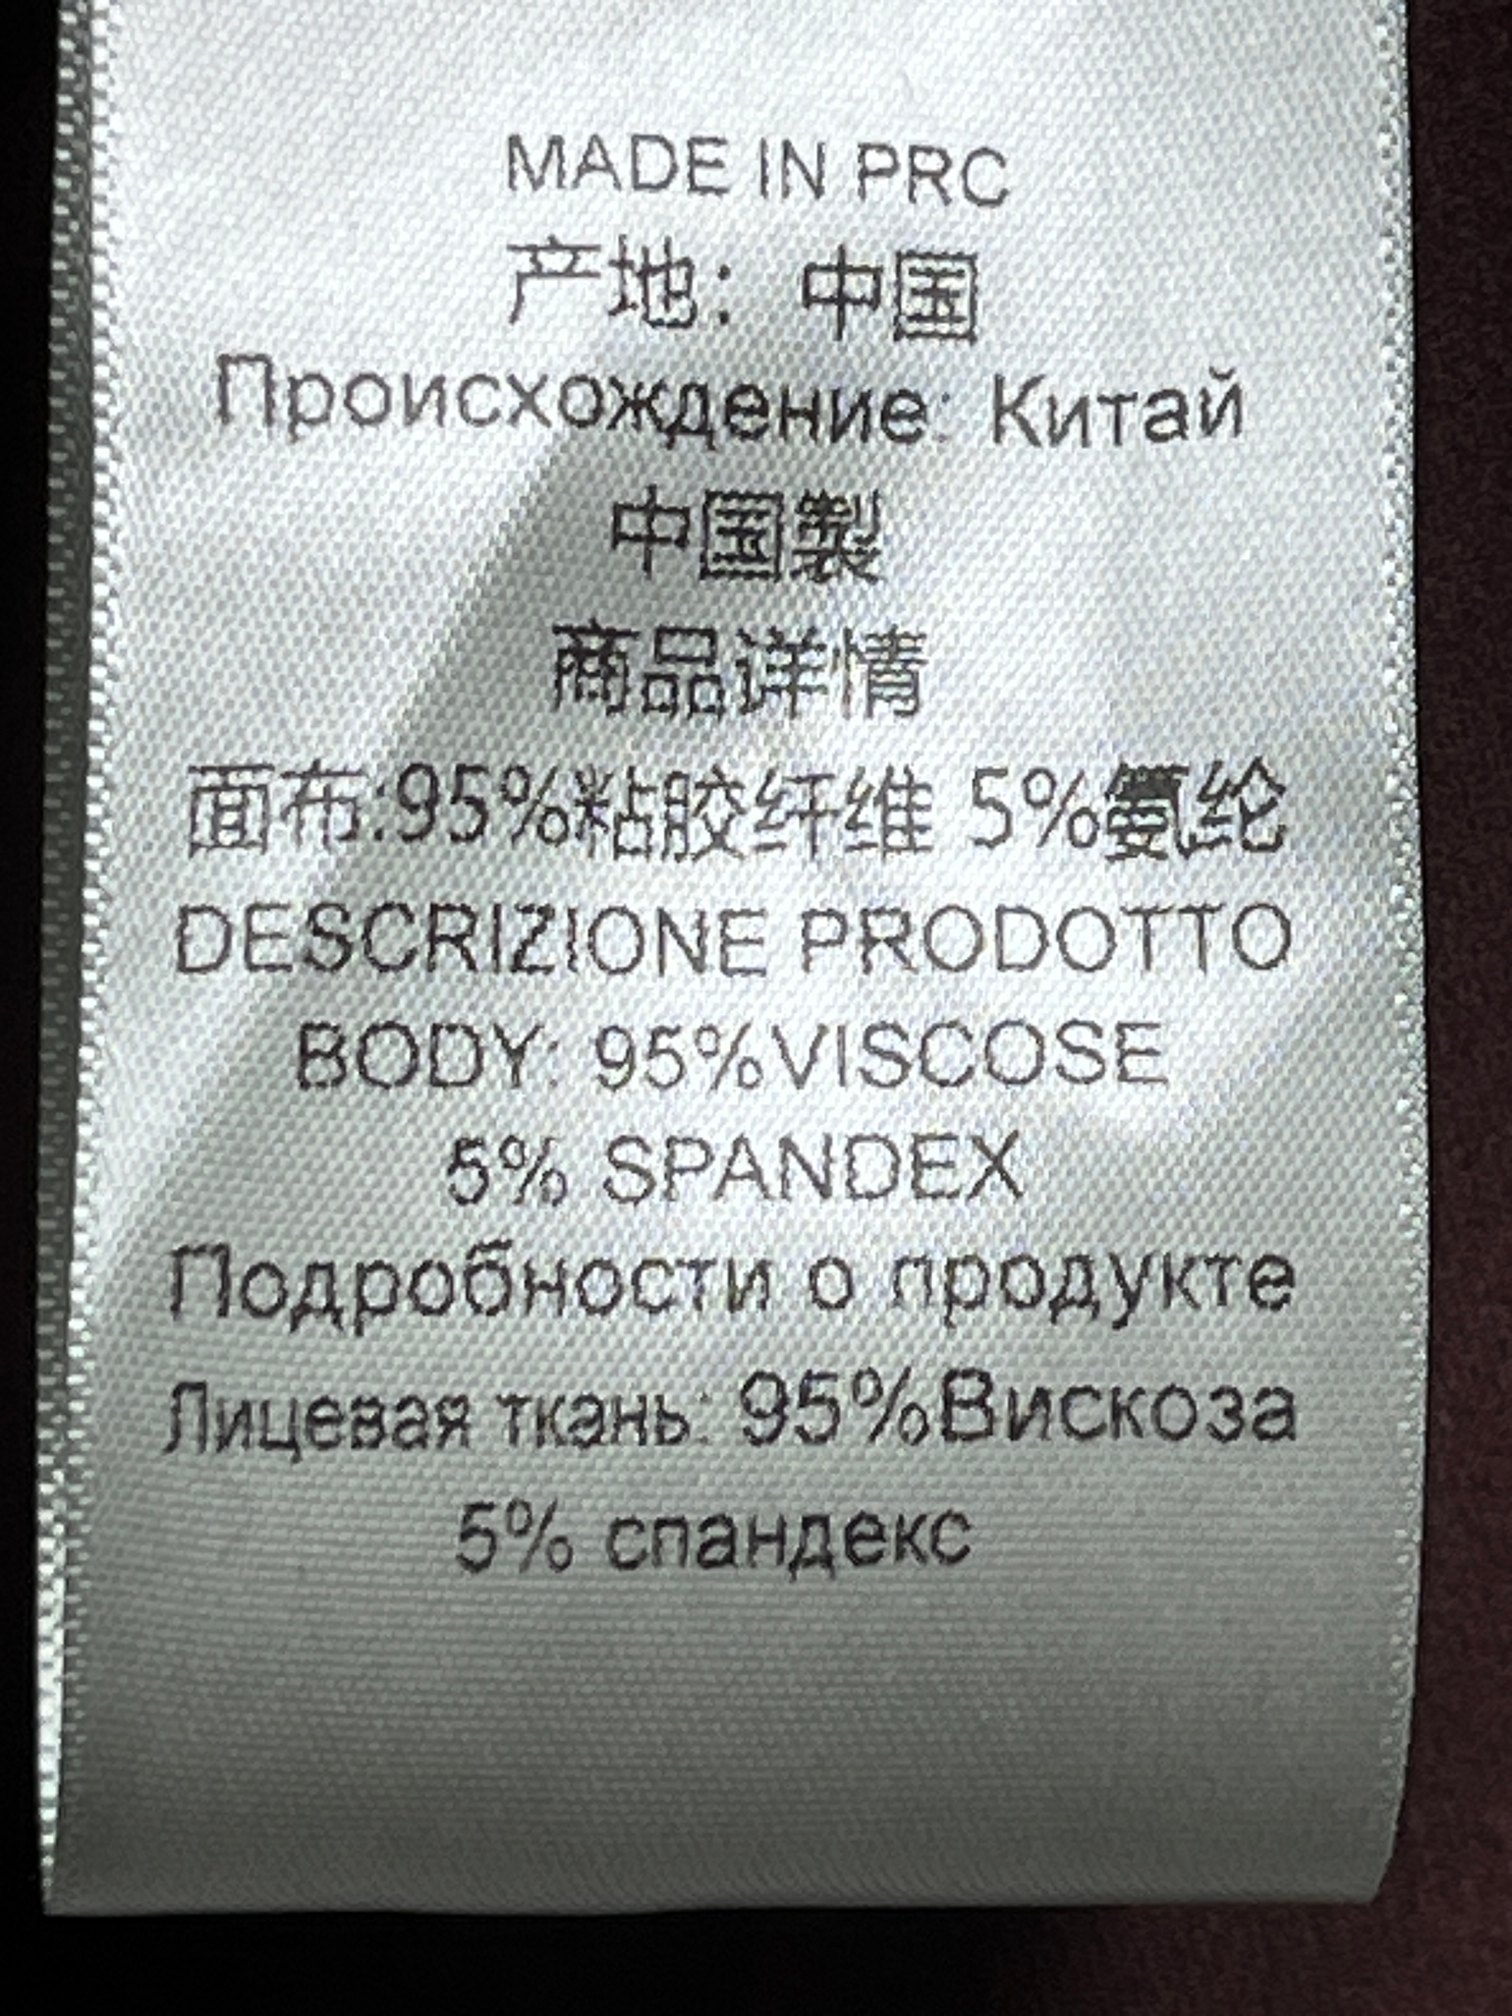 MADE IN PRC
产地：中国
Происхождение: Китай
中国製
商品详情
面布:95%粘胶纤维 5%氨纶
DESCRIZIONE PRODOTTO
BODY: 95%VISCOSE
5% SPANDEX
Подробности о продукте
Лицевая ткань: 95%Вискоза
5% спандекс